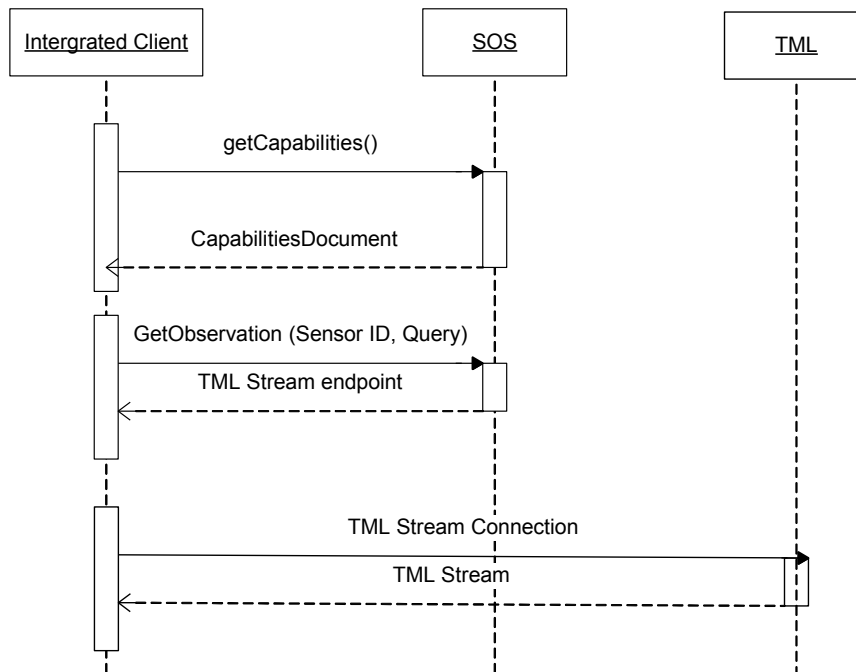 Intergrated Client
SOS
TML
getCapabilities()
CapabilitiesDocument
GetObservation (Sensor ID, Query)
TML Stream endpoint
TML Stream Connection
TML Stream